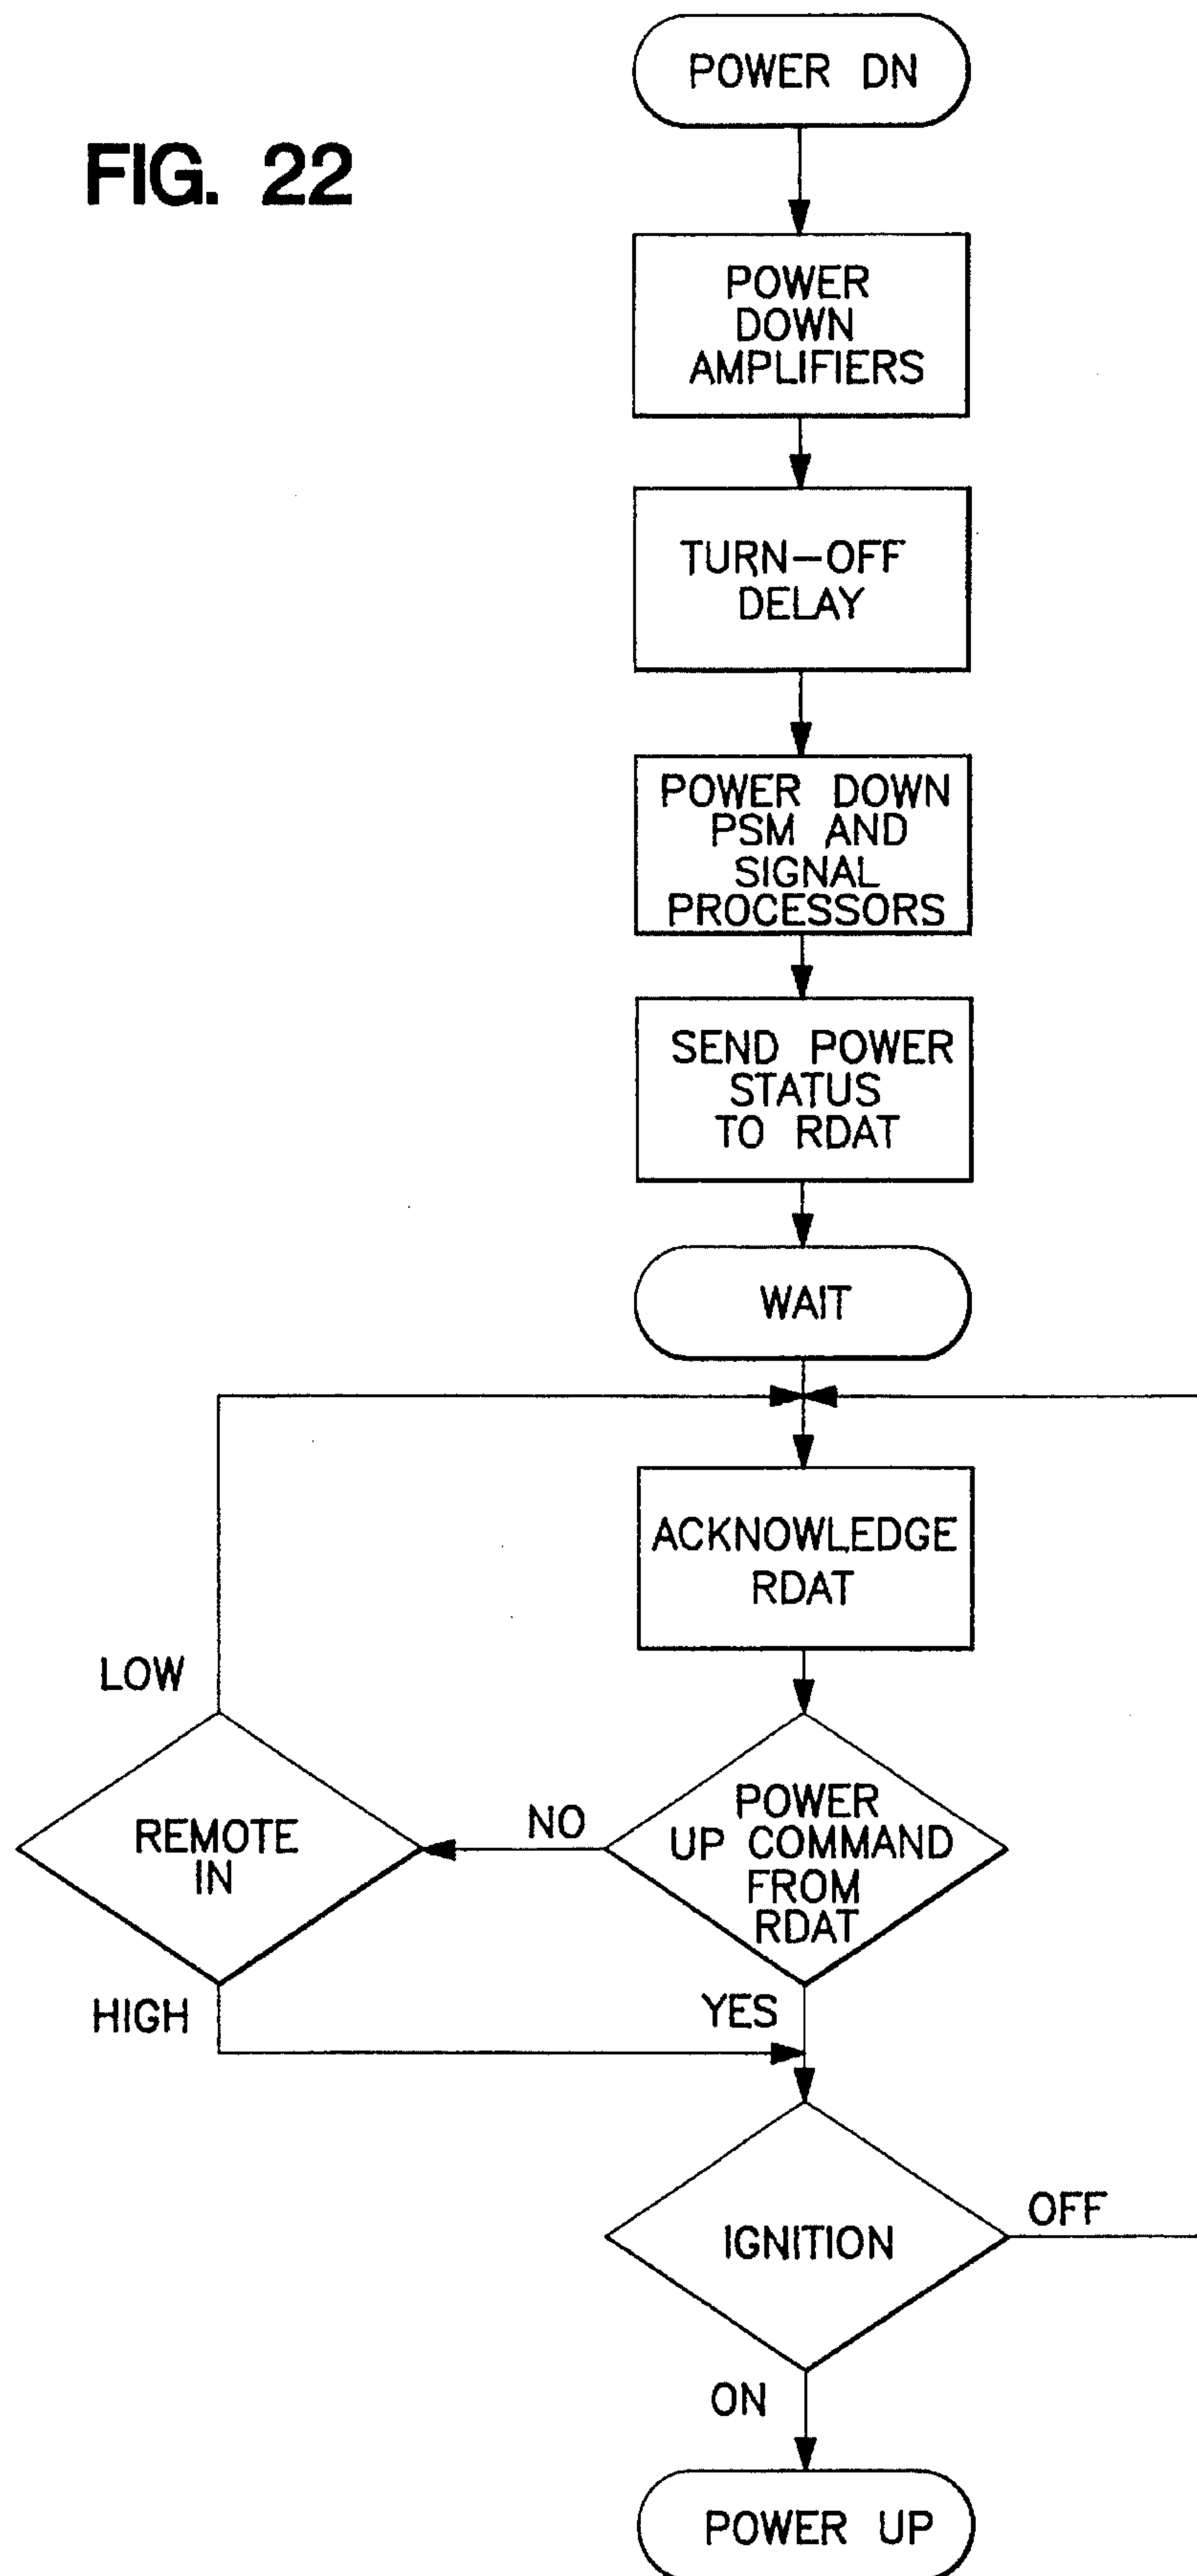 POWER DN
FIG. 22
POWER
DOWN
AMPLIFIERS
TURN-OFF
DELAY
POWER DOWN
PSM AND
SIGNAL
PROCESSORS
SEND POWER
STATUS
TO RDAT
WAIT
ACKNOWLEDGE
RDAT
LOW
REMOTE
IN
NO
POWER
UP COMMAND
FROM
RDAT
HIGH
YES
IGNITION
OFF
ON
POWER UP